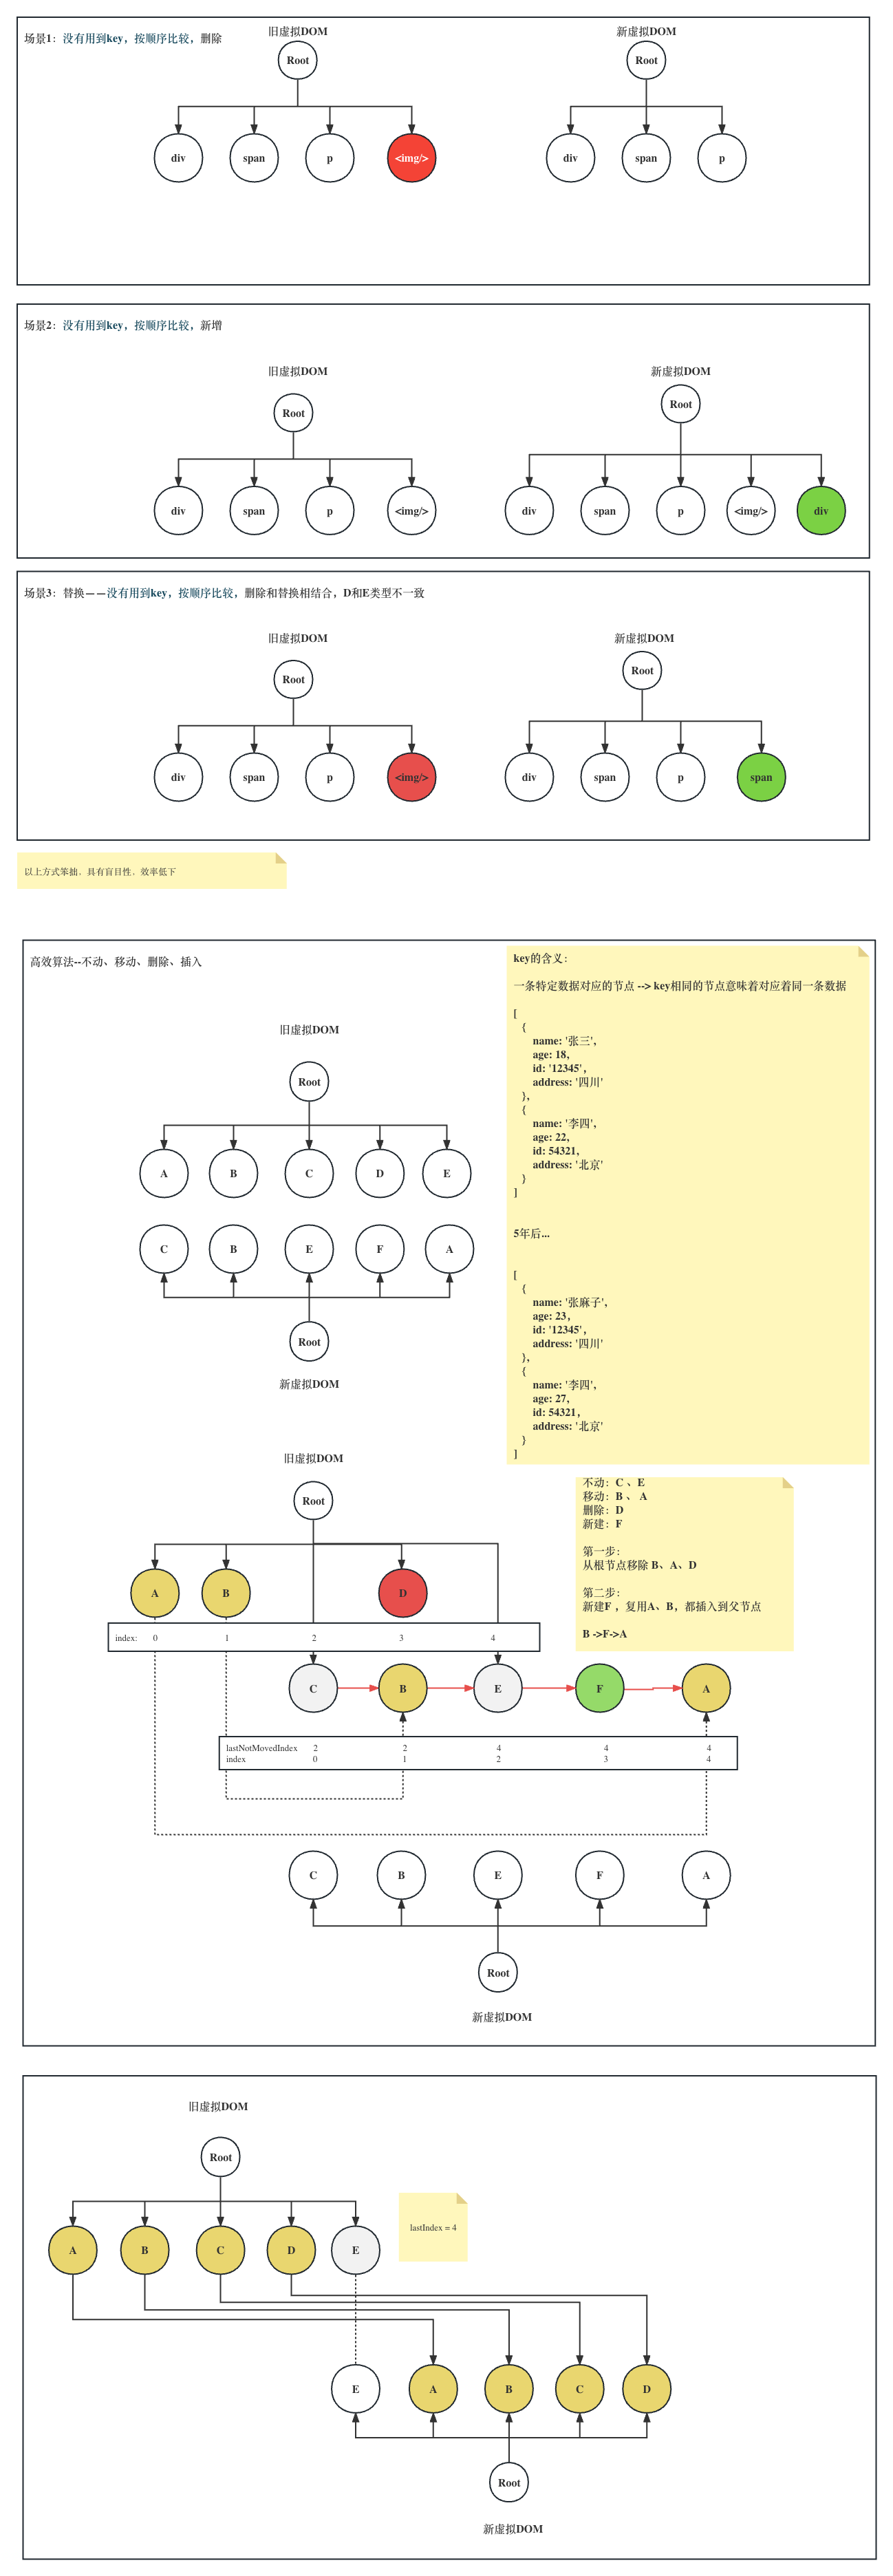 场景1：没有用到key，按顺序比较，删除
旧虚拟DOM
新虚拟DOM
Root
Root
div
span
p
<img/>
div
span
p
场景2：没有用到key，按顺序比较，新增
旧虚拟DOM
新虚拟DOM
Root
Root
div
span
p
<img/>
div
span
p
<img/>
div
场景3：替换——没有用到key，按顺序比较，删除和替换相结合，D和E类型不一致
旧虚拟DOM
新虚拟DOM
Root
Root
div
span
p
<img/>
div
span
p
span
以上方式笨拙、具有盲目性、效率低下
高效算法--不动、移动、删除、插入
旧虚拟DOM
Root
A
B
C
D
E
C
B
E
F
A
Root
新虚拟DOM
key的含义：
一条特定数据对应的节点 --> key相同的节点意味着对应着同一条数据
[
{
name: '张三',
age: 18,
id: '12345',
address: '四川'
},
{
name: '李四',
age: 22,
id: 54321,
address: '北京'
}
]
5年后...
[
{
name: '张麻子',
age: 23,
id: '12345',
address: '四川'
},
{
name: '李四',
age: 27,
id: 54321,
address: '北京'
}
]
旧虚拟DOM
Root
A
B
D
index:
0
1
2
3
4
C
B
E
F
A
lastNotMovedIndex
2
2
4
4
4
index
0
1
2
3
4
C
B
E
F
A
Root
新虚拟DOM
不动：C 、E
移动：B 、 A
删除：D
新建：F
第一步：
从根节点移除 B、A、D
第二步：
新建F ，复用A、B，都插入到父节点
B ->F->A
旧虚拟DOM
Root
A
B
C
D
E
lastIndex = 4
E
A
B
C
D
Root
新虚拟DOM